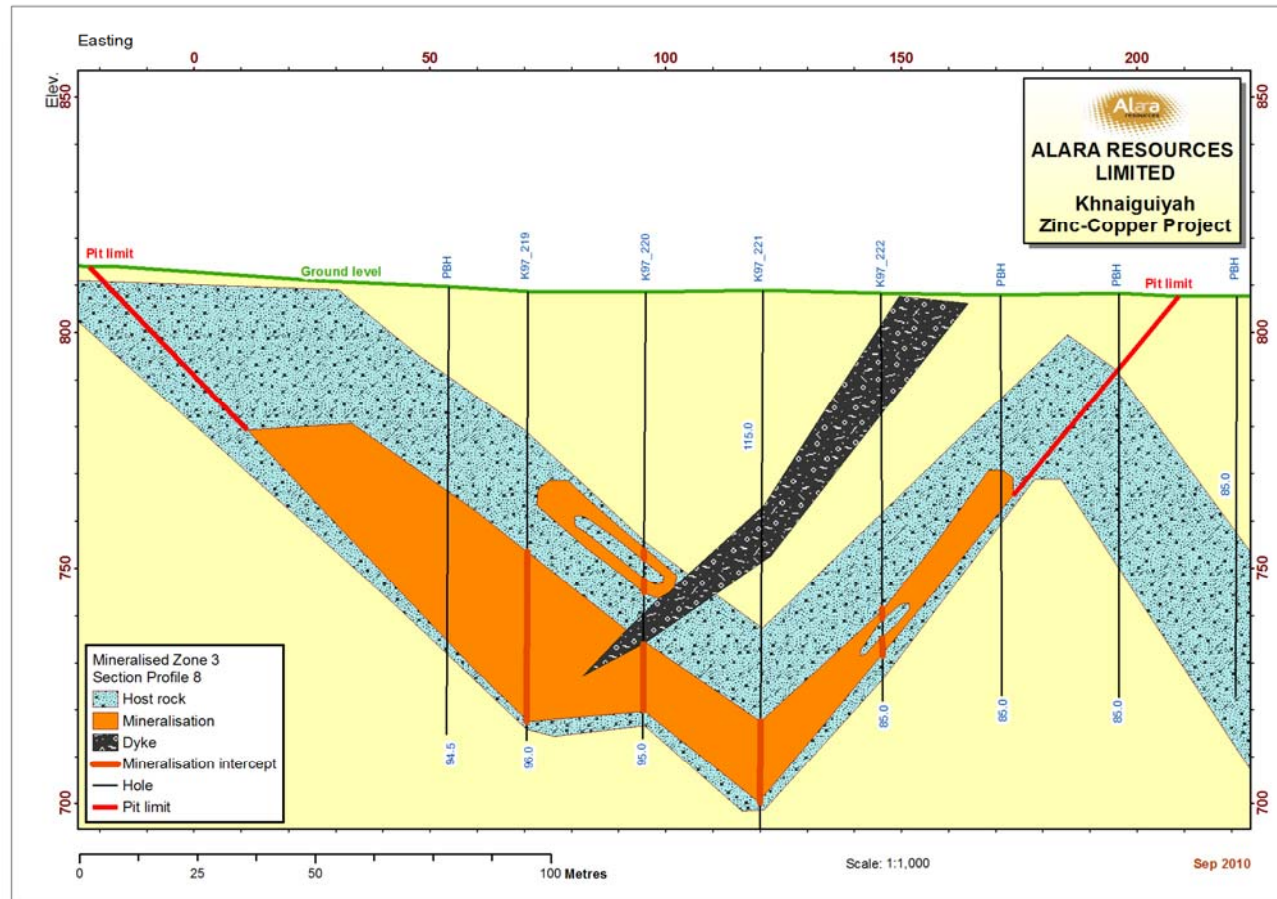 Easting
0 50 100 150 200
Elev.
850 850
Alara
resources
ALARA RESOURCES
LIMITED
Khnaiguiyah
Zinc-Copper Project
PBH K97_219 K97_220 K97_221 K97_222 PBH PBH PBH
Pit limit Pit limit
Ground level
800 800
115.0
85.0
750 750
94.5 96.0 95.0 85.0 85.0 85.0
700 700
Mineralised Zone 3
Section Profile 8
Host rock
Mineralisation
Dyke
Mineralisation intercept
Hole
Pit limit
0 25 50 100 Metres
Scale: 1:1,000
Sep 2010